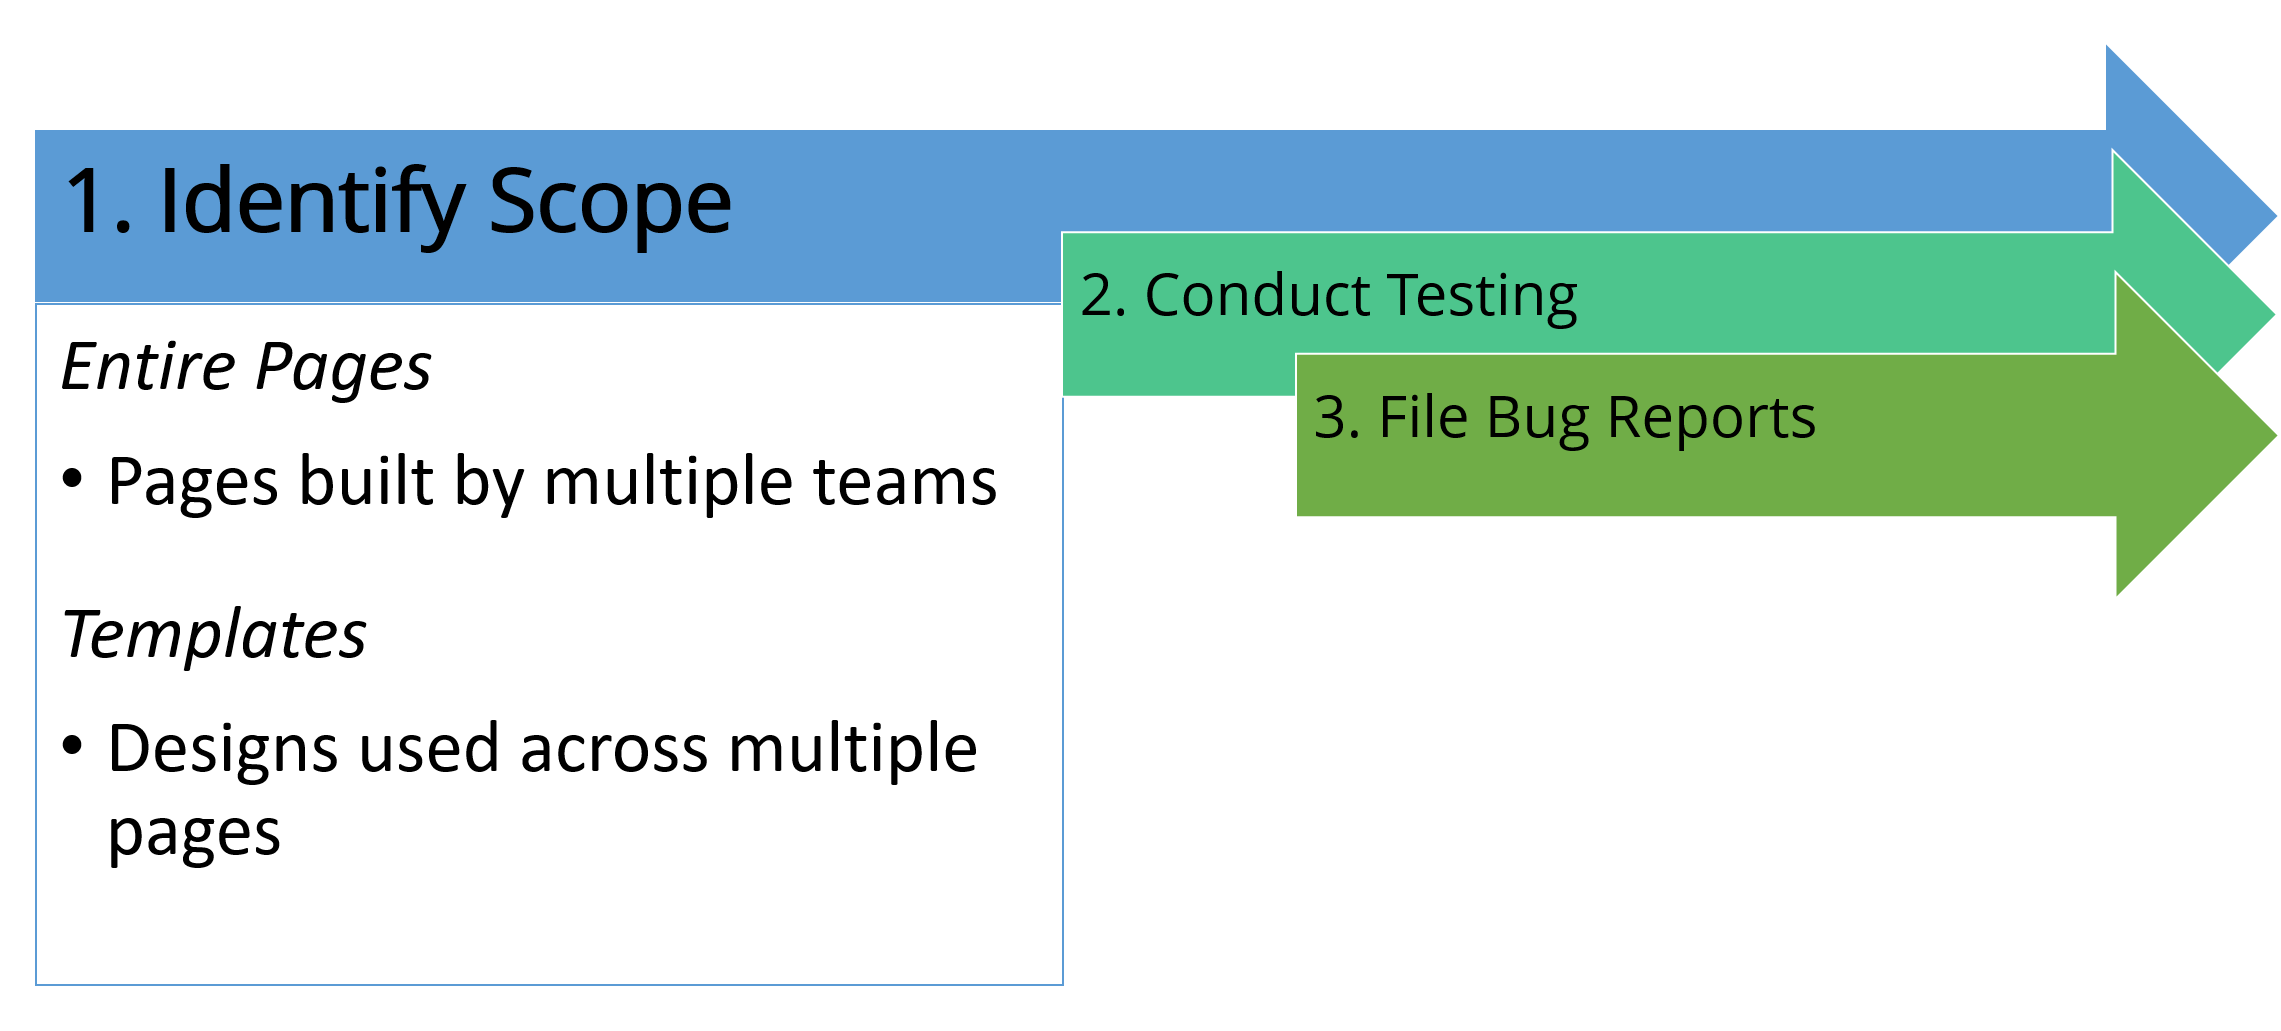 1. Identify Scope
2. Conduct Testing
3. File Bug Reports
Entire Pages
• Pages built by multiple teams
Templates
• Designs used across multiple
pages